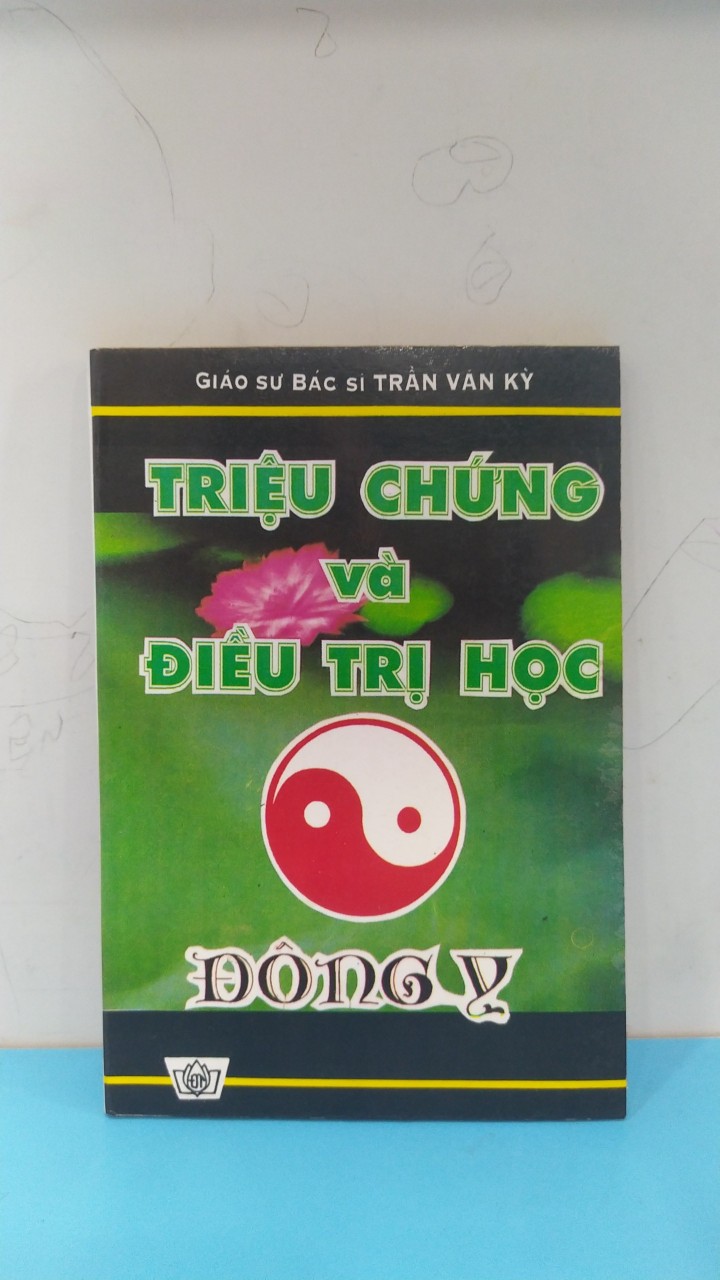 GIÁO SƯ BÁC SĨ TRẦN VĂN KỲ
TRIỆU CHỨNG
và
ĐIỀU TRỊ HỌC
ĐÔNG Y